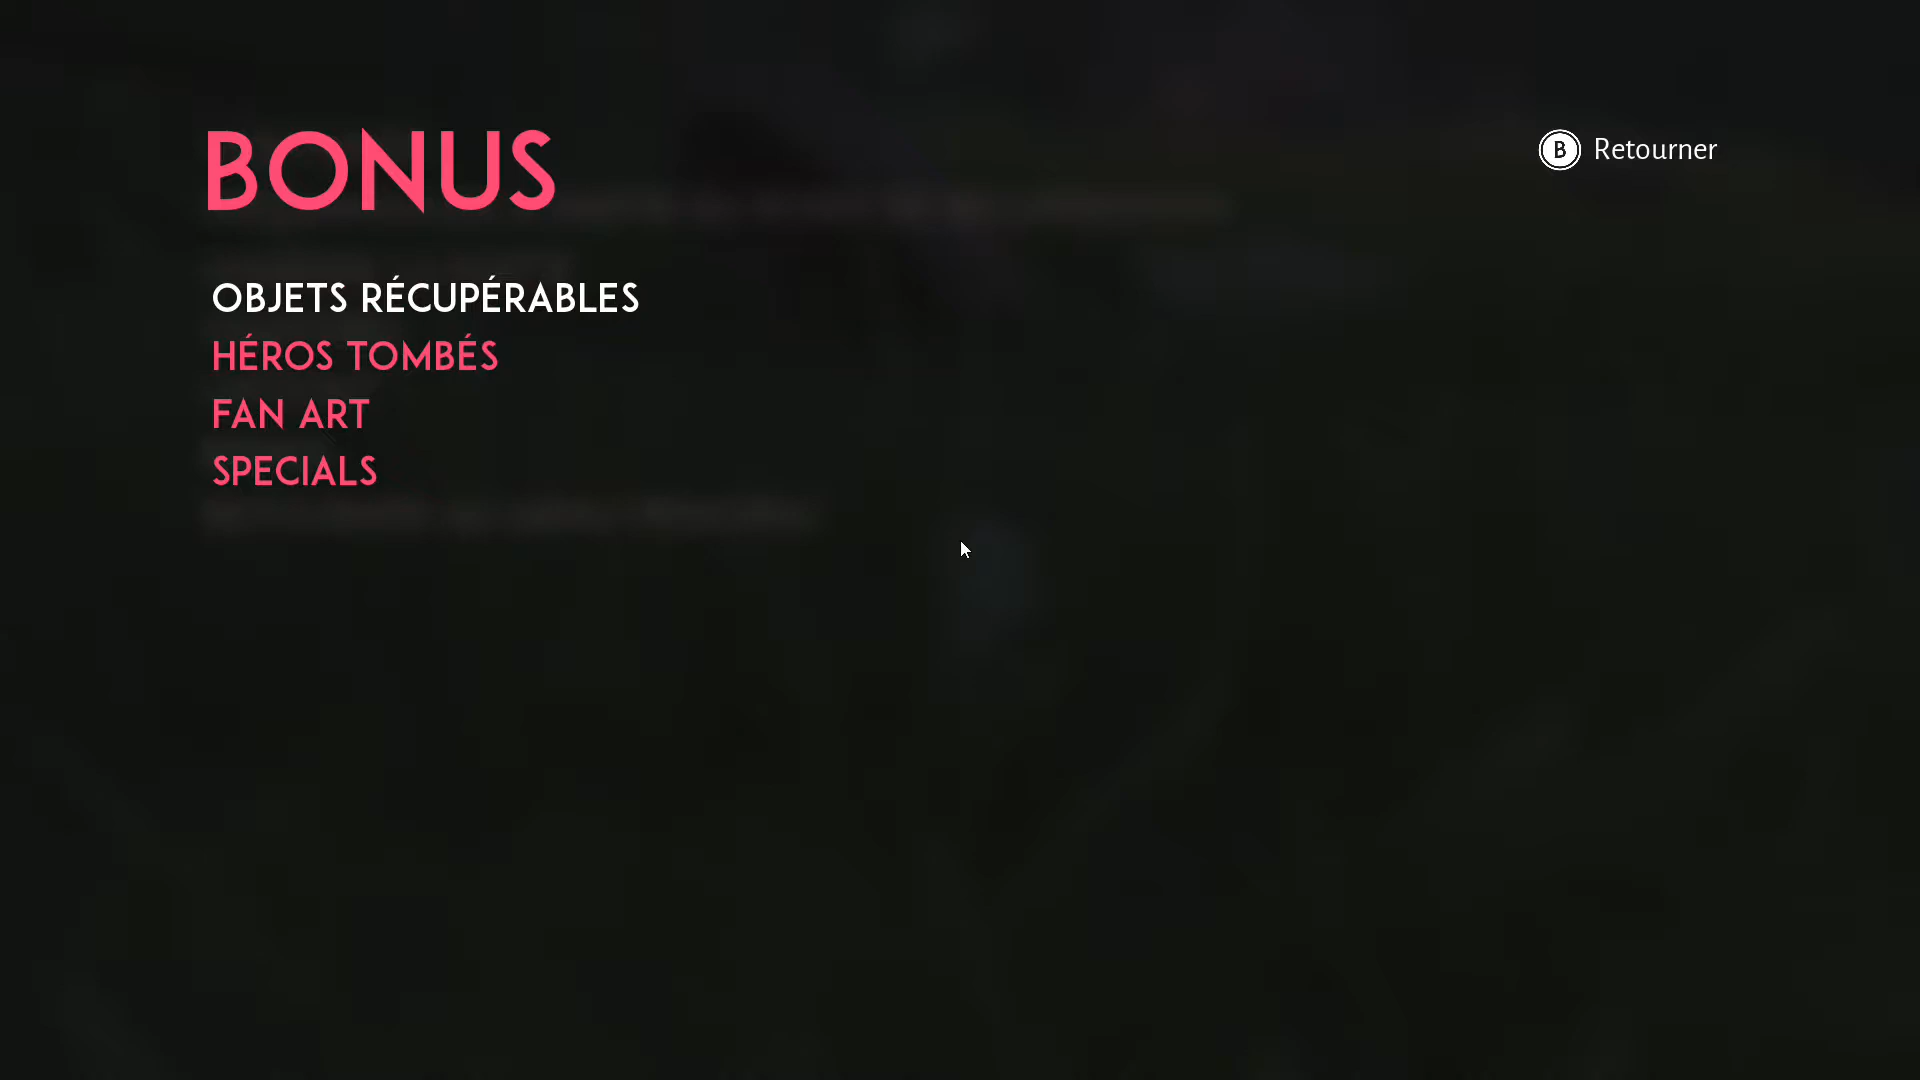 BONUS
B Retourner
OBJETS RÉCUPÉRABLES
HÉROS TOMBÉS
FAN ART
SPECIALS